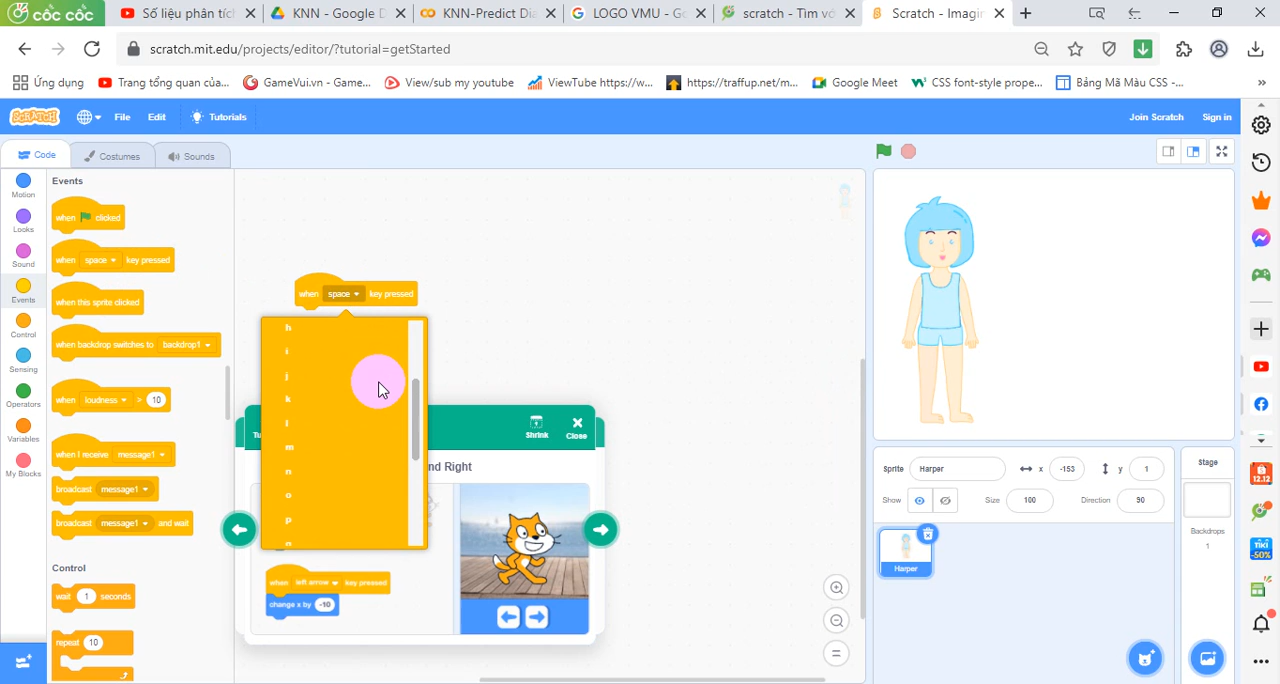 cốc cốc
Số liệu phân tích
KNN - Google D
KNN-Predict Dia
LOGO VMU - Go
scratch - Tìm vớ
Scratch - Imagin
scratch.mit.edu/projects/editor/?tutorial=getStarted
Ứng dụng
Trang tổng quan của...
GameVui.vn - Game...
View/sub my youtube
ViewTube https://w...
https://traffup.net/m...
Google Meet
CSS font-style prope...
Bảng Mã Màu CSS -...
»
SCRATCH
File
Edit
Tutorials
Join Scratch
Sign in
Code
Costumes
Sounds
Motion
Looks
Sound
Events
Control
Sensing
Operators
Variables
My Blocks
Events
when clicked
when space key pressed
when this sprite clicked
when backdrop switches to backdrop1
when loudness > 10
when I receive message1
broadcast message1
broadcast message1 and wait
Control
wait 1 seconds
repeat 10
when space key pressed
h
i
j
k
l
m
n
o
p
Shrink
Close
nd Right
when left arrow key pressed
change x by -10
Sprite
Harper
x
-153
y
1
Show
Size
100
Direction
90
Harper
Stage
Backdrops
1
12.12
TIKI
-50%